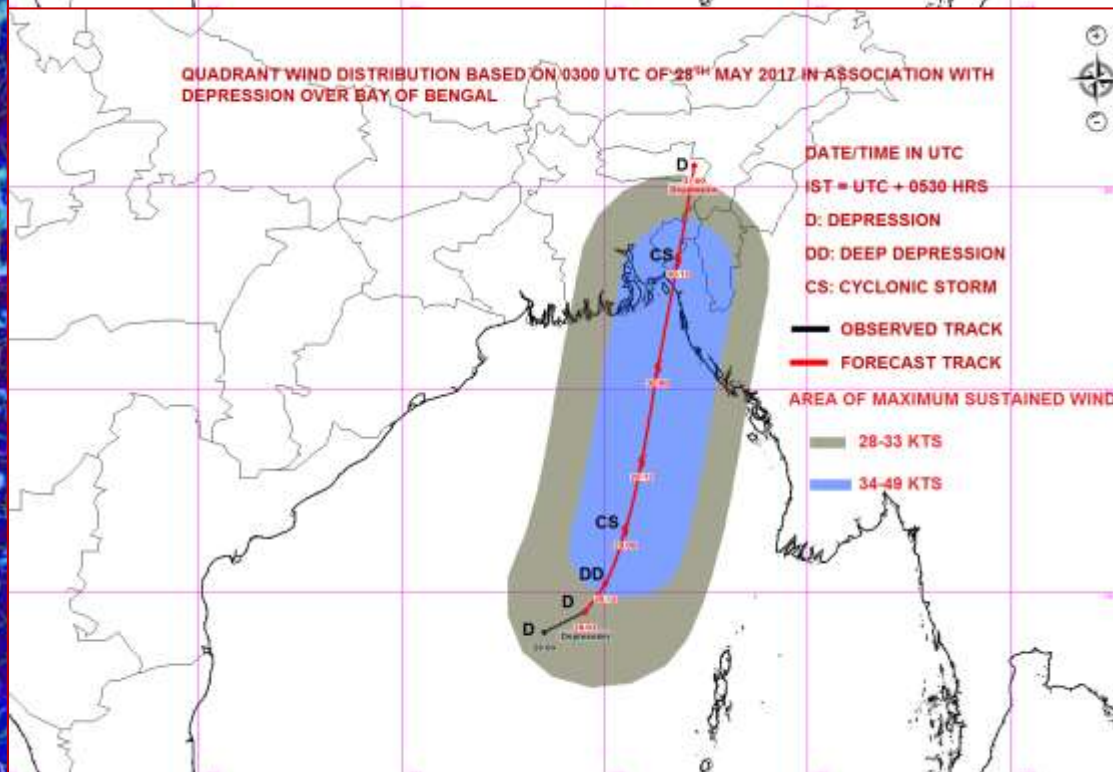 QUADRANT WIND DISTRIBUTION BASED ON 0300 UTC OF 28TH MAY 2017 IN ASSOCIATION WITH
DEPRESSION OVER BAY OF BENGAL
DATE/TIME IN UTC
IST = UTC + 0530 HRS
D: DEPRESSION
DD: DEEP DEPRESSION
CS: CYCLONIC STORM
OBSERVED TRACK
FORECAST TRACK
AREA OF MAXIMUM SUSTAINED WIND
28-33 KTS
34-49 KTS
D
Depression
CS
CS
DD
D
D
Depression